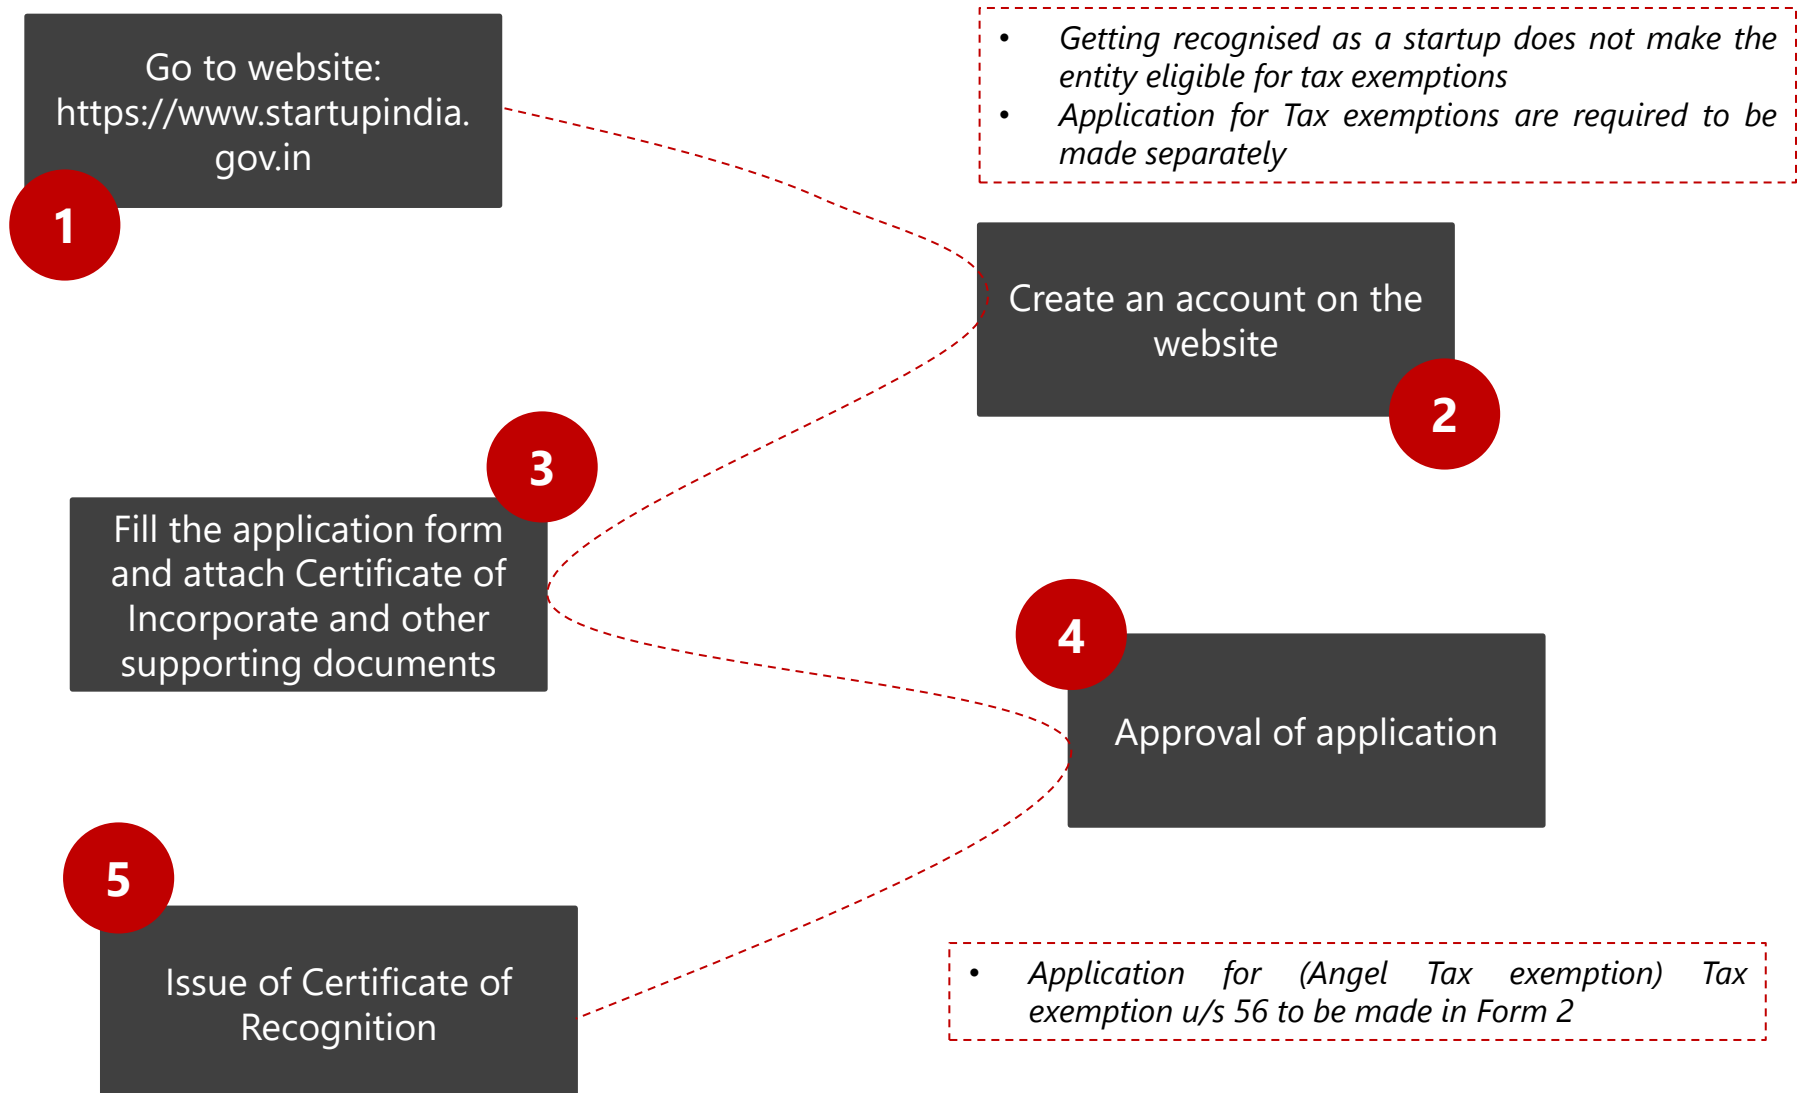 Go to website:
https://www.startupindia.
gov.in
1
• Getting recognised as a startup does not make the
entity eligible for tax exemptions
• Application for Tax exemptions are required to be
made separately
Create an account on the
website
2
3
Fill the application form
and attach Certificate of
Incorporate and other
supporting documents
4
Approval of application
5
Issue of Certificate of
Recognition
• Application for (Angel Tax exemption) Tax
exemption u/s 56 to be made in Form 2